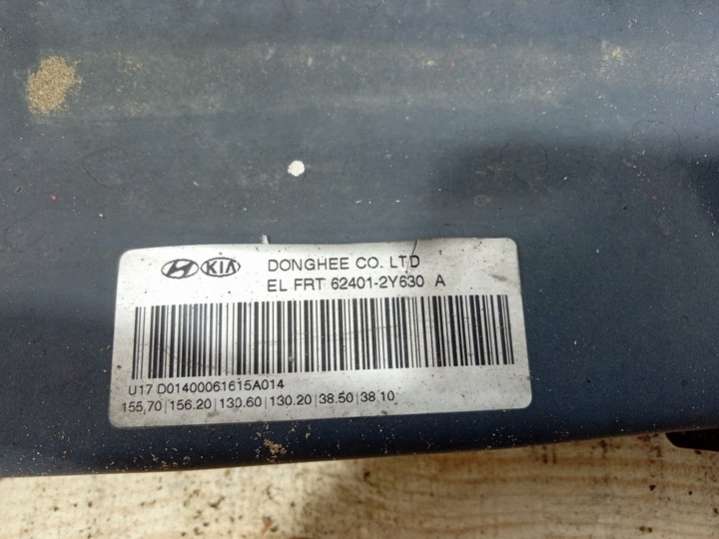 KIA DONGHEE CO. LTD
EL FRT 62401-2Y630 A
U17 D01400061615A014
155,70|156.20|130.60|130.20|38.50|38.10